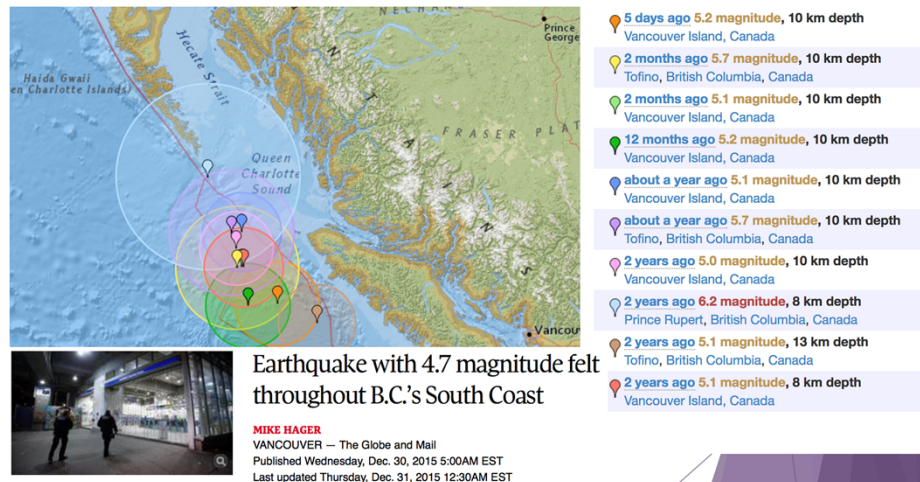 Prince
George
NECHAKO
Hecate Strait
Haida Gwaii
en Charlotte Islands)
FRASER PLAT
Queen
Charlotte
Sound
Vancou
5 days ago 5.2 magnitude, 10 km depth
Vancouver Island, Canada
2 months ago 5.7 magnitude, 10 km depth
Tofino, British Columbia, Canada
2 months ago 5.1 magnitude, 10 km depth
Vancouver Island, Canada
12 months ago 5.2 magnitude, 10 km depth
Vancouver Island, Canada
about a year ago 5.1 magnitude, 10 km depth
Vancouver Island, Canada
about a year ago 5.7 magnitude, 10 km depth
Tofino, British Columbia, Canada
2 years ago 5.0 magnitude, 10 km depth
Vancouver Island, Canada
2 years ago 6.2 magnitude, 8 km depth
Prince Rupert, British Columbia, Canada
2 years ago 5.1 magnitude, 13 km depth
Tofino, British Columbia, Canada
2 years ago 5.1 magnitude, 8 km depth
Vancouver Island, Canada
Earthquake with 4.7 magnitude felt
throughout B.C.’s South Coast
MIKE HAGER
VANCOUVER — The Globe and Mail
Published Wednesday, Dec. 30, 2015 5:00AM EST
Last updated Thursday, Dec. 31, 2015 12:30AM EST